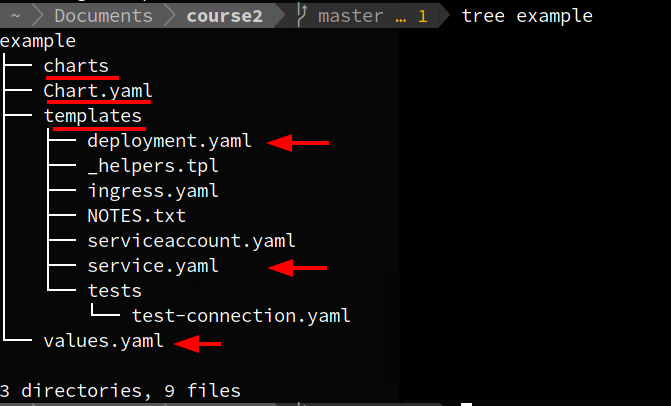 ~ Documents course2 master … 1 tree example
example
charts
Chart.yaml
templates
deployment.yaml
_helpers.tpl
ingress.yaml
NOTES.txt
serviceaccount.yaml
service.yaml
tests
test-connection.yaml
values.yaml
3 directories, 9 files